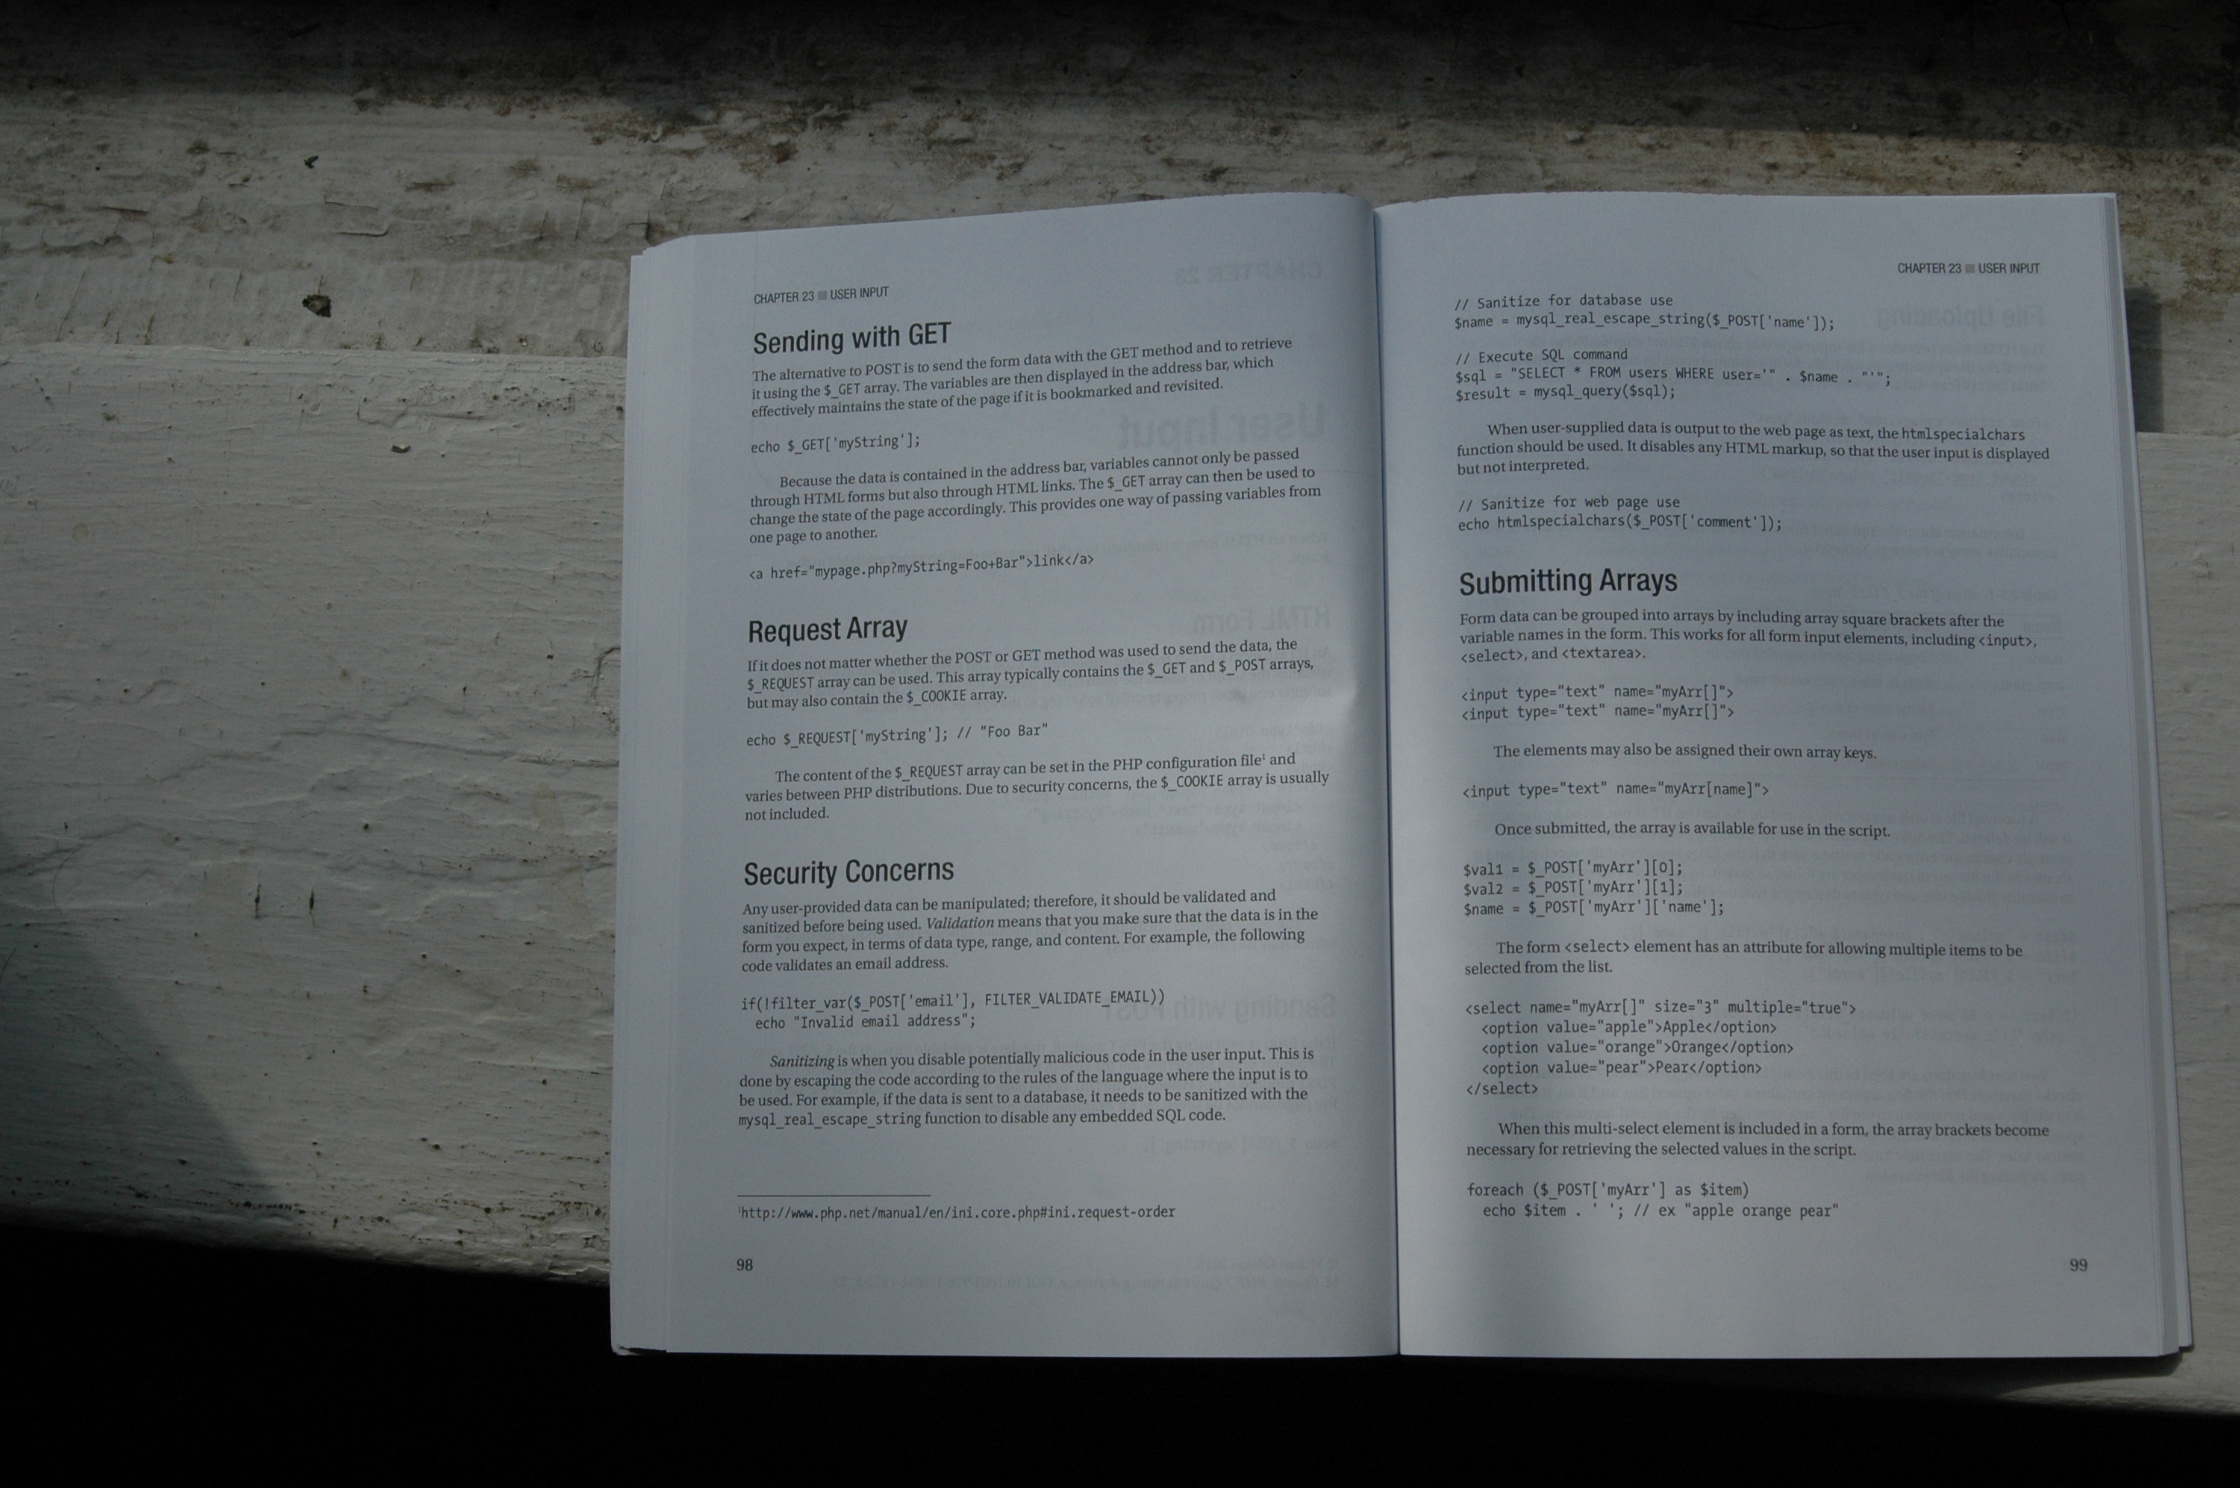 CHAPTER 23 ■ USER INPUT
Sending with GET
The alternative to POST is to send the form data with the GET method and to retrieve
it using the $_GET array. The variables are then displayed in the address bar, which
effectively maintains the state of the page if it is bookmarked and revisited.
echo $_GET['myString'];
Because the data is contained in the address bar, variables cannot only be passed
through HTML forms but also through HTML links. The $_GET array can then be used to
change the state of the page accordingly. This provides one way of passing variables from
one page to another.
<a href="mypage.php?myString=Foo+Bar">link</a>
Request Array
If it does not matter whether the POST or GET method was used to send the data, the
$_REQUEST array can be used. This array typically contains the $_GET and $_POST arrays,
but may also contain the $_COOKIE array.
echo $_REQUEST['myString']; // "Foo Bar"
The content of the $_REQUEST array can be set in the PHP configuration file¹ and
varies between PHP distributions. Due to security concerns, the $_COOKIE array is usually
not included.
Security Concerns
Any user-provided data can be manipulated; therefore, it should be validated and
sanitized before being used. Validation means that you make sure that the data is in the
form you expect, in terms of data type, range, and content. For example, the following
code validates an email address.
if(!filter_var($_POST['email'], FILTER_VALIDATE_EMAIL))
  echo "Invalid email address";
Sanitizing is when you disable potentially malicious code in the user input. This is
done by escaping the code according to the rules of the language where the input is to
be used. For example, if the data is sent to a database, it needs to be sanitized with the
mysql_real_escape_string function to disable any embedded SQL code.
¹http://www.php.net/manual/en/ini.core.php#ini.request-order
98
CHAPTER 23 ■ USER INPUT
// Sanitize for database use
$name = mysql_real_escape_string($_POST['name']);
// Execute SQL command
$sql = "SELECT * FROM users WHERE user='" . $name . "'";
$result = mysql_query($sql);
When user-supplied data is output to the web page as text, the htmlspecialchars
function should be used. It disables any HTML markup, so that the user input is displayed
but not interpreted.
// Sanitize for web page use
echo htmlspecialchars($_POST['comment']);
Submitting Arrays
Form data can be grouped into arrays by including array square brackets after the
variable names in the form. This works for all form input elements, including <input>,
<select>, and <textarea>.
<input type="text" name="myArr[]">
<input type="text" name="myArr[]">
The elements may also be assigned their own array keys.
<input type="text" name="myArr[name]">
Once submitted, the array is available for use in the script.
$val1 = $_POST['myArr'][0];
$val2 = $_POST['myArr'][1];
$name = $_POST['myArr']['name'];
The form <select> element has an attribute for allowing multiple items to be
selected from the list.
<select name="myArr[]" size="3" multiple="true">
  <option value="apple">Apple</option>
  <option value="orange">Orange</option>
  <option value="pear">Pear</option>
</select>
When this multi-select element is included in a form, the array brackets become
necessary for retrieving the selected values in the script.
foreach ($_POST['myArr'] as $item)
  echo $item . ' '; // ex "apple orange pear"
99